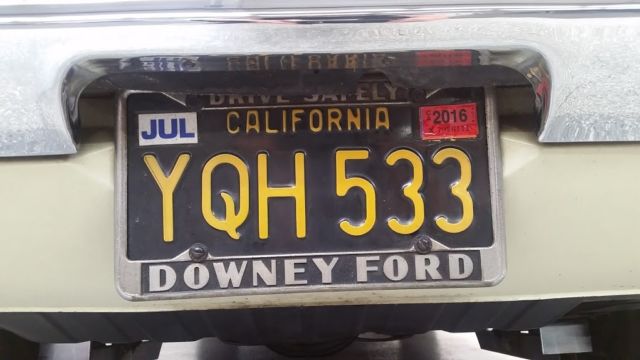 DRIVE SAFELY
JUL CALIFORNIA 2016
YQH 533
DOWNEY FORD